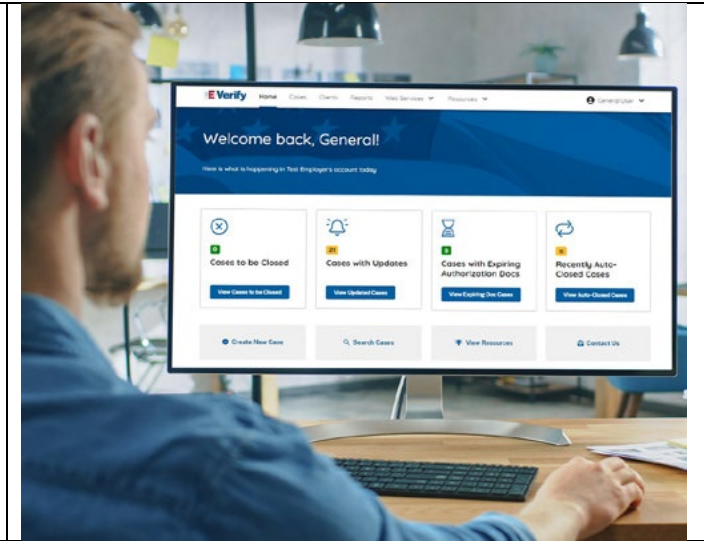 E-Verify Home Cases Clients Reports Web Services Resources General User
Welcome back, General!
Here is what is happening in Test Employer's account today
Cases to be Closed
21
Cases with Updates
Cases with Expiring
Authorization Docs
Recently Auto-
Closed Cases
View Cases to be Closed
View Updated Cases
View Expiring Doc Cases
View Auto-Closed Cases
Create New Case
Search Cases
View Resources
Contact Us